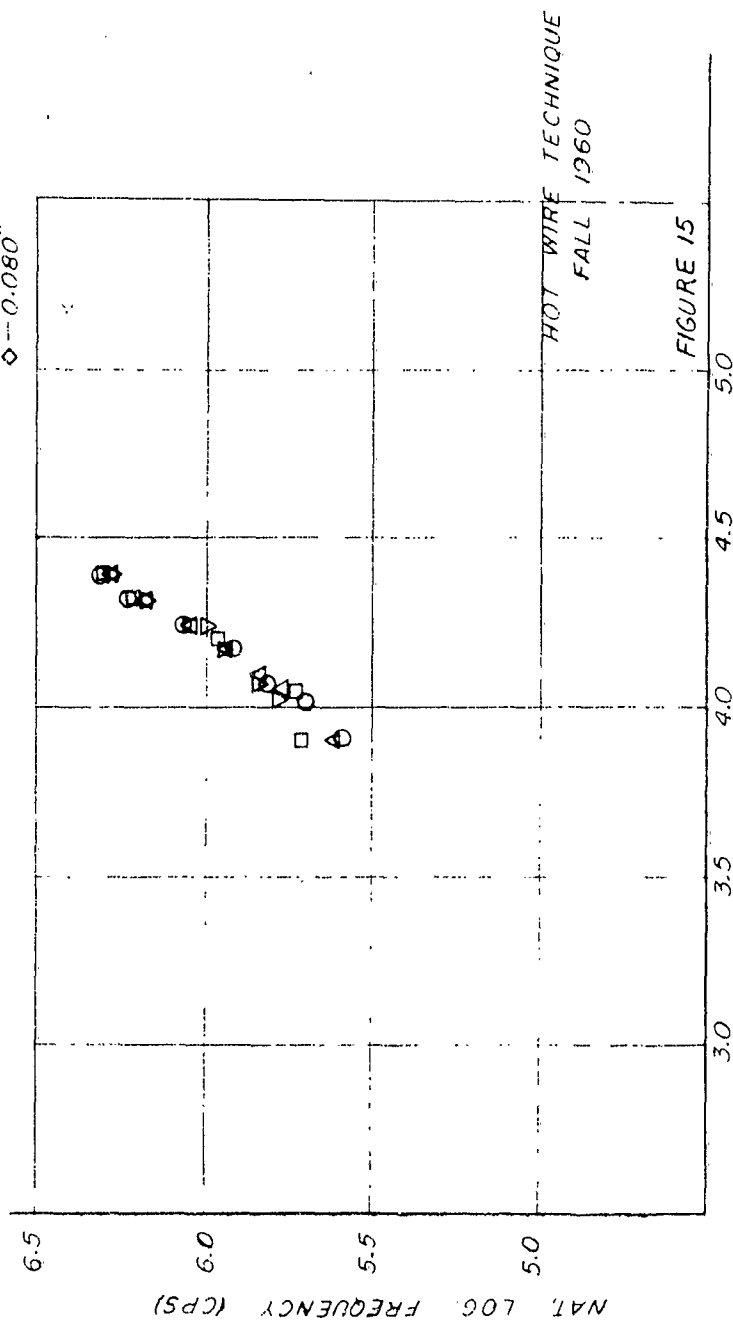 ◇ - 0.080"
6.5
6.0
5.5
5.0
NAT. LOG. FREQUENCY (CPS)
3.0
3.5
4.0
4.5
5.0
HOT WIRE TECHNIQUE
FALL 1960
FIGURE 15